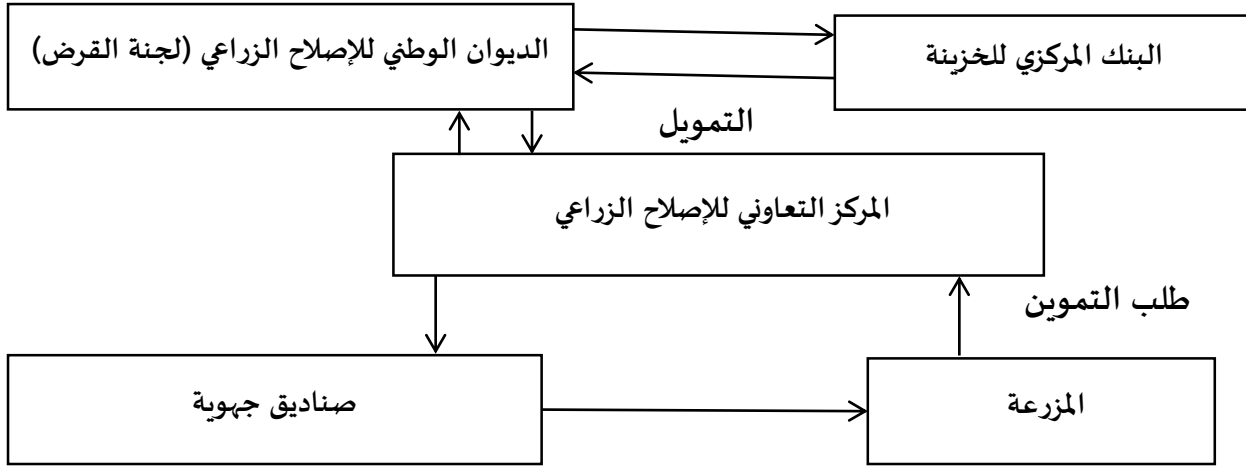 الديوان الوطني للإصلاح الزراعي (لجنة القرض)
البنك المركزي للخزينة
التمويل
المركز التعاوني للإصلاح الزراعي
طلب التموين
صناديق جهوية
المزرعة